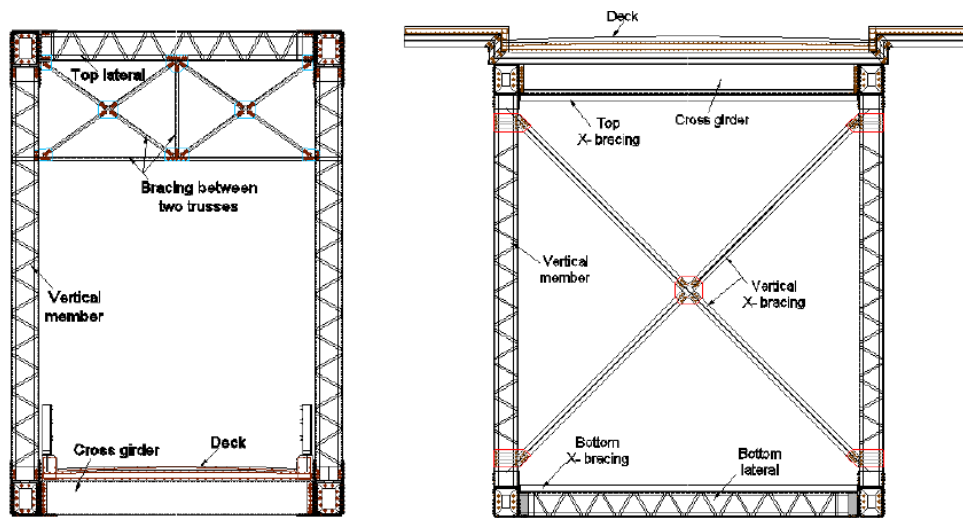 Top lateral
Bracing between
two trusses
Vertical
member
Cross girder
Deck
Deck
Cross girder
Top
X- bracing
Vertical
member
Vertical
X- bracing
Bottom
X- bracing
Bottom
lateral